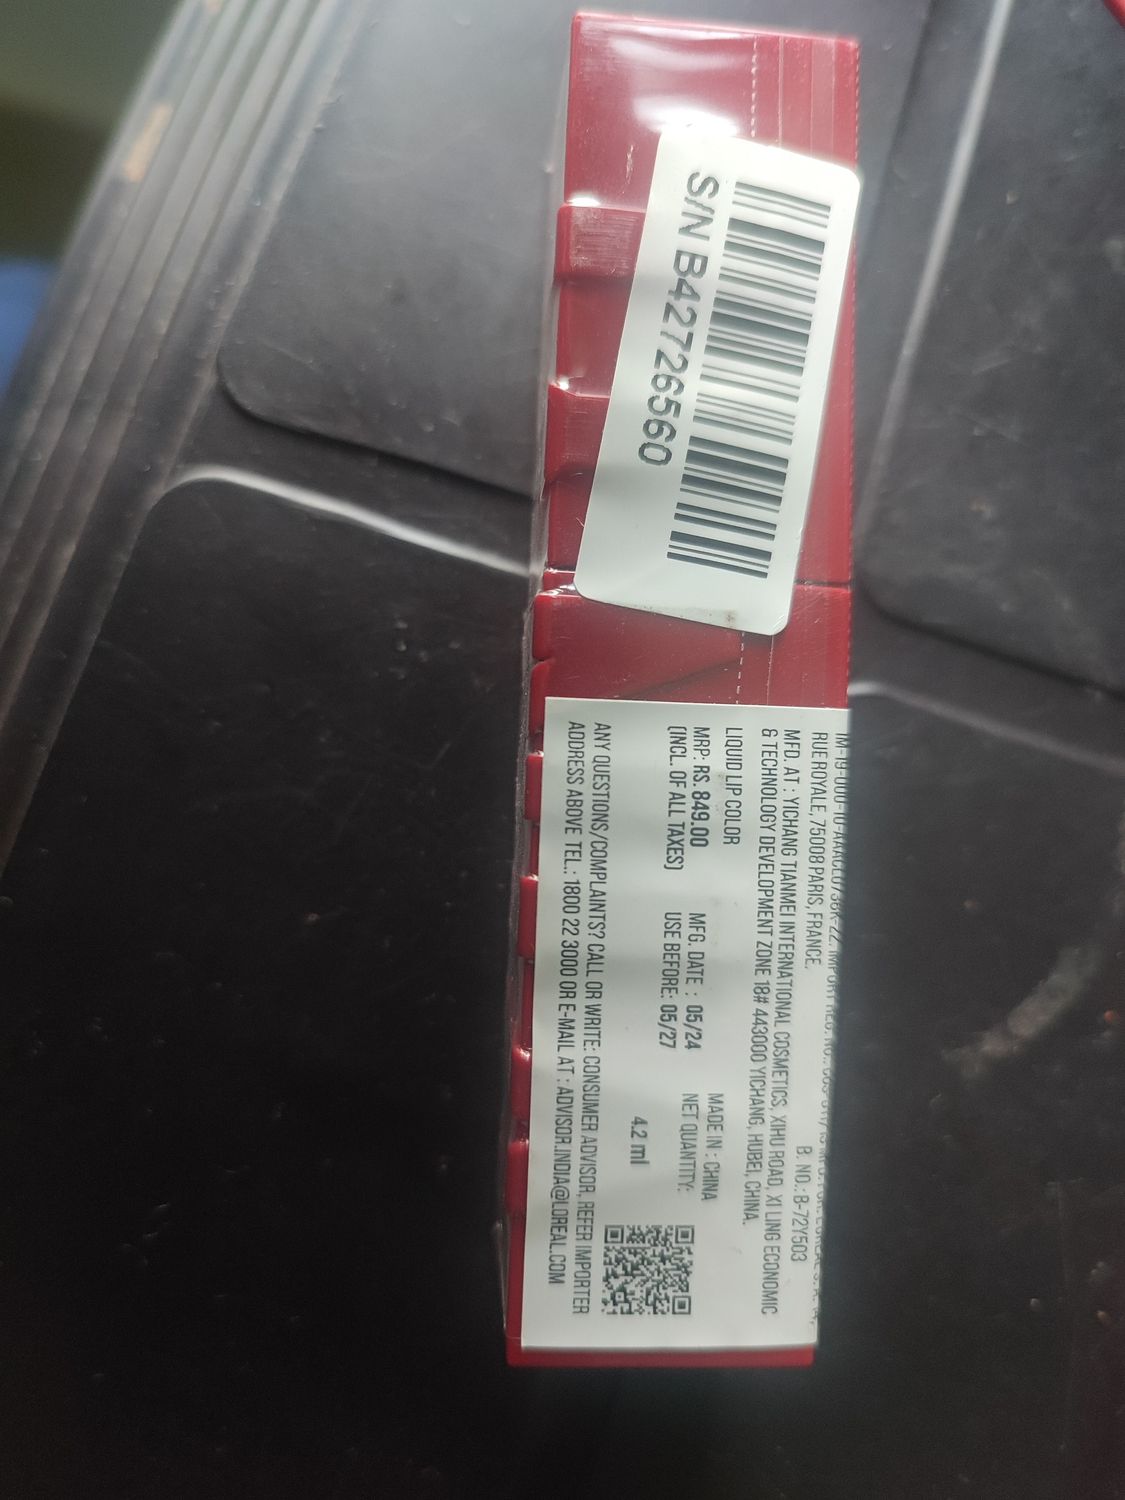 S/N B42726560
RUE ROYALE, 75008 PARIS, FRANCE.
B. NO.: B-72Y503
MFD. AT : YICHANG TIANMEI INTERNATIONAL COSMETICS, XIHU ROAD, XI LING ECONOMIC
& TECHNOLOGY DEVELOPMENT ZONE 18# 443000 YICHANG, HUBEI, CHINA.
LIQUID LIP COLOR
MADE IN : CHINA
MRP: RS. 849.00
MFG. DATE : 05/24
NET QUANTITY:
(INCL. OF ALL TAXES)
USE BEFORE: 05/27
4.2 ml
ANY QUESTIONS/COMPLAINTS? CALL OR WRITE: CONSUMER ADVISOR, REFER IMPORTER
ADDRESS ABOVE TEL.: 1800 22 3000 OR E-MAIL AT : ADVISOR.INDIA@LOREAL.COM